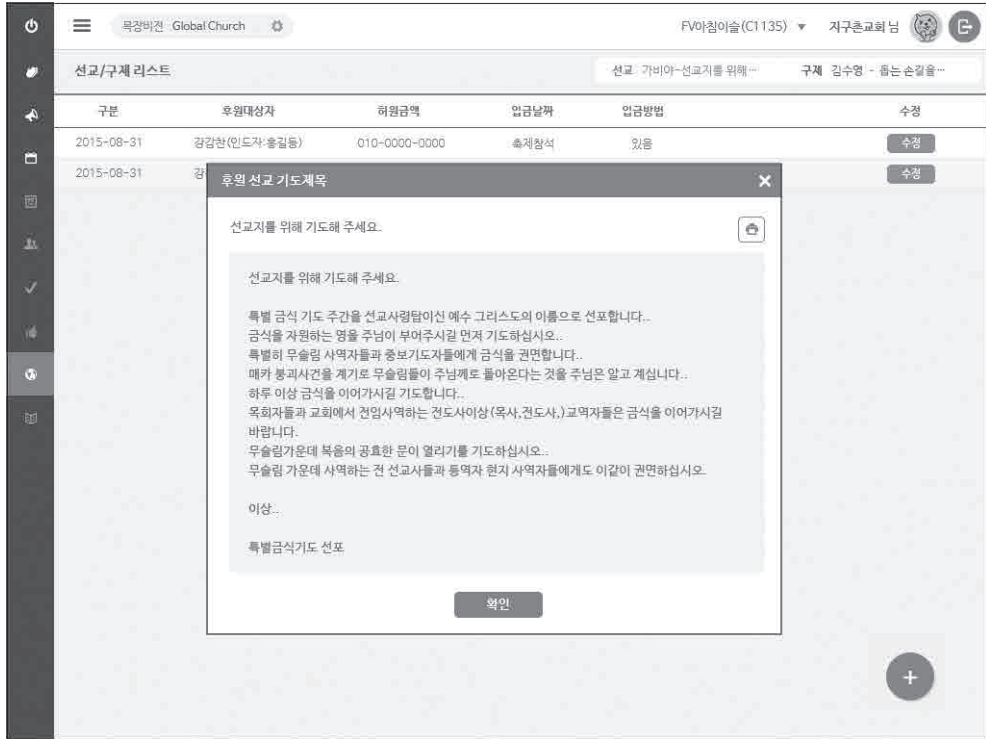 목장비전 Global Church
FV아침이슬(C1135) ▼ 지구촌교회 님
선교/구제 리스트
선교 : 가비야-선교지를 위해… 구제 김수영 - 돕는 손길을…
구분 후원대상자 허원금액 입금날짜 입금방법 수정
2015-08-31 강감찬(인도자:홍길동) 010-0000-0000 축제참석 있음 수정
2015-08-31 수정
후원 선교 기도제목
선교지를 위해 기도해 주세요..
선교지를 위해 기도해 주세요.
특별 금식 기도 주간을 선교사령탑이신 예수 그리스도의 이름으로 선포합니다..
금식을 자원하는 영을 주님이 부어주시길 먼저 기도하십시오..
특별히 무슬림 사역자들과 중보기도자들에게 금식을 권면합니다..
매카 붕괴사건을 계기로 무슬림들이 주님께로 돌아온다는 것을 주님은 알고 계십니다..
하루 이상 금식을 이어가시길 기도합니다..
목회자들과 교회에서 전임사역하는 전도사이상(목사,전도사,)교역자들은 금식을 이어가시길
바랍니다.
무슬림가운데 복음의 공효한 문이 열리기를 기도하십시오..
무슬림 가운데 사역하는 전 선교사들과 통역자 현지 사역자들에게도 이같이 권면하십시오.
이상..
특별금식기도 선포
확인